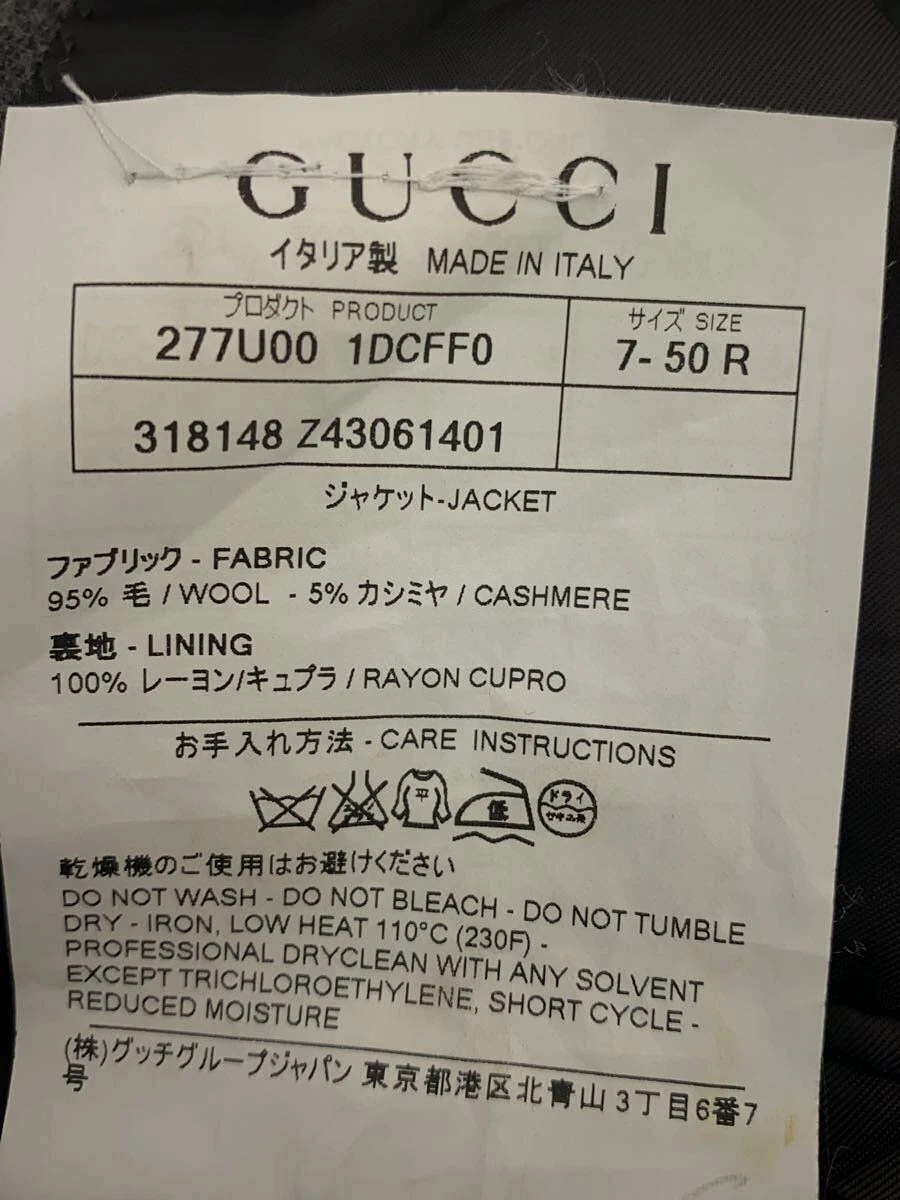 GUCCI
イタリア製 MADE IN ITALY
プロダクト PRODUCT
277U00 1DCFF0
サイズ SIZE
7- 50 R
318148 Z43061401
ジャケット-JACKET
ファブリック - FABRIC
95% 毛 / WOOL - 5% カシミヤ / CASHMERE
裏地 - LINING
100% レーヨン/キュプラ / RAYON CUPRO
お手入れ方法 - CARE INSTRUCTIONS
平 低 ドライ
乾燥機のご使用はお避けください
DO NOT WASH - DO NOT BLEACH - DO NOT TUMBLE
DRY - IRON, LOW HEAT 110°C (230F) -
PROFESSIONAL DRYCLEAN WITH ANY SOLVENT
EXCEPT TRICHLOROETHYLENE, SHORT CYCLE -
REDUCED MOISTURE
(株)グッチグループジャパン 東京都港区北青山 3丁目6番7
号